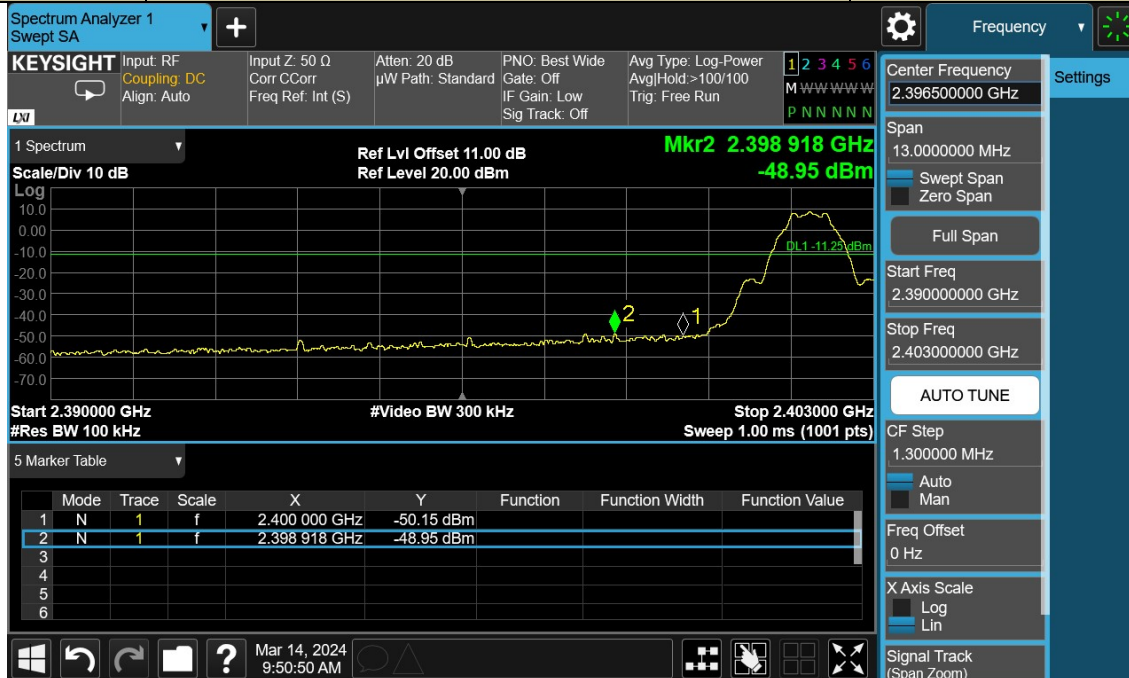 Spectrum Analyzer 1
Swept SA
Frequency
KEYSIGHT
LXI
Input: RF
Coupling: DC
Align: Auto
Input Z: 50 Ω
Corr CCorr
Freq Ref: Int (S)
Atten: 20 dB
µW Path: Standard
PNO: Best Wide
Gate: Off
IF Gain: Low
Sig Track: Off
Avg Type: Log-Power
Avg|Hold:>100/100
Trig: Free Run
1 2 3 4 5 6
M W W W W W
P N N N N N
1 Spectrum
Scale/Div 10 dB
Ref Lvl Offset 11.00 dB
Ref Level 20.00 dBm
Mkr2 2.398 918 GHz
-48.95 dBm
Log
10.0
0.00
-10.0
-20.0
-30.0
-40.0
-50.0
-60.0
-70.0
DL1 -11.25 dBm
2
1
Start 2.390000 GHz
#Res BW 100 kHz
#Video BW 300 kHz
Stop 2.403000 GHz
Sweep 1.00 ms (1001 pts)
5 Marker Table
Mode Trace Scale X Y Function Function Width Function Value
1 N 1 f 2.400 000 GHz -50.15 dBm
2 N 1 f 2.398 918 GHz -48.95 dBm
3
4
5
6
?
Mar 14, 2024
9:50:50 AM
Center Frequency
2.396500000 GHz
Settings
Span
13.0000000 MHz
Swept Span
Zero Span
Full Span
Start Freq
2.390000000 GHz
Stop Freq
2.403000000 GHz
AUTO TUNE
CF Step
1.300000 MHz
Auto
Man
Freq Offset
0 Hz
X Axis Scale
Log
Lin
Signal Track
(Span Zoom)